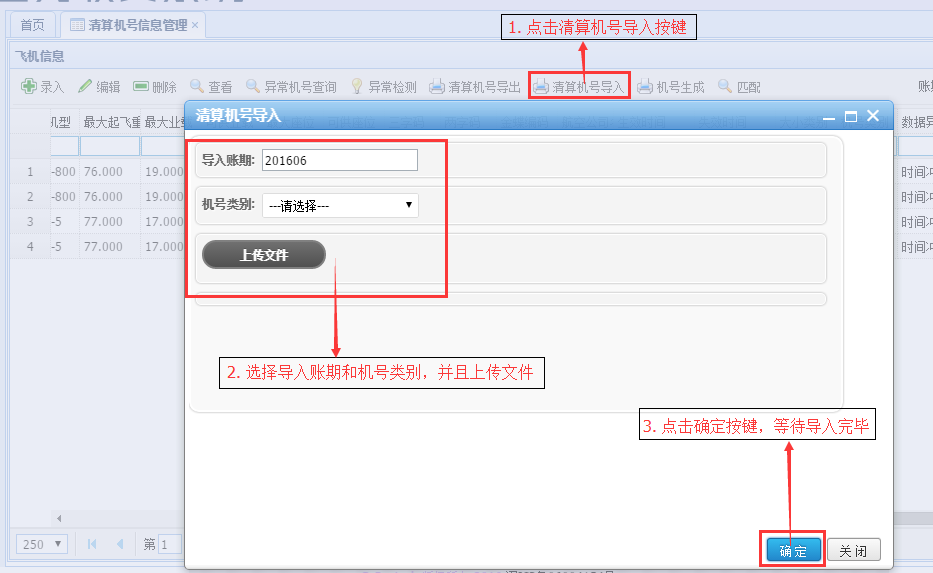 1. 点击清算机号导入按键
首页 清算机号信息管理 ×
飞机信息
录入 编辑 删除 查看 异常机号查询 异常检测 清算机号导出 清算机号导入 机号生成 匹配 账期
机型 最大起飞重 最大业载 数据异
清算机号导入
导入账期: 201606
机号类别: ---请选择---
上传文件
1 -800 76.000 19.000 时间冲
2 -800 76.000 19.000 时间冲
3 -5 77.000 17.000 时间冲
4 -5 77.000 17.000 时间冲
2. 选择导入账期和机号类别，并且上传文件
3. 点击确定按键，等待导入完毕
250 第 1
确定 关闭